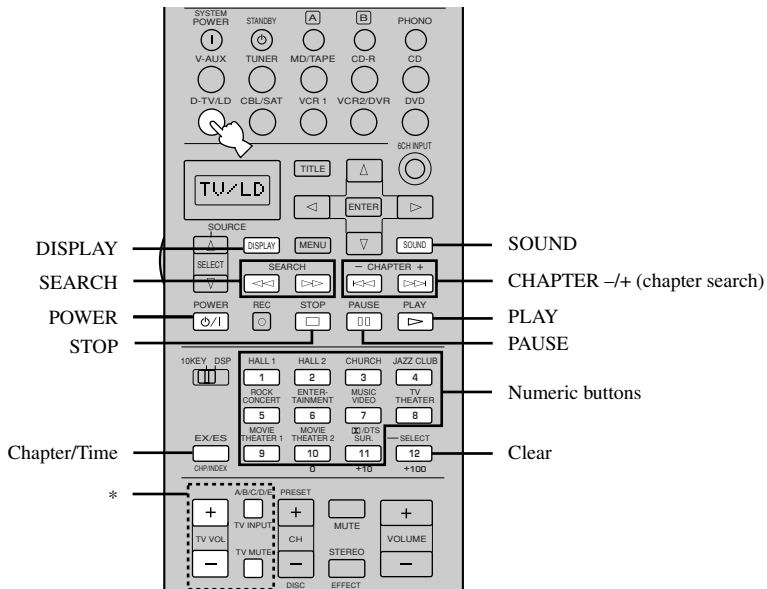 SYSTEM
POWER STANDBY A B PHONO
V-AUX TUNER MD/TAPE CD-R CD
D-TV/LD CBL/SAT VCR 1 VCR2/DVR DVD
6CH INPUT
TV/LD
TITLE
ENTER
SOURCE
SELECT
DISPLAY DISPLAY MENU SOUND SOUND
SEARCH SEARCH – CHAPTER + CHAPTER –/+ (chapter search)
POWER POWER REC STOP PAUSE PLAY PLAY
STOP PAUSE
10KEY DSP
HALL 1 HALL 2 CHURCH JAZZ CLUB
1 2 3 4
Numeric buttons
ROCK CONCERT ENTER-TAINMENT MUSIC VIDEO TV THEATER
5 6 7 8
EX/ES MOVIE THEATER 1 MOVIE THEATER 2 /DTS SUR. SELECT
Chapter/Time 9 10 11 12 Clear
CHP/INDEX 0 +10 +100
*
A/B/C/D/E PRESET
+ TV INPUT + MUTE +
TV VOL CH VOLUME
– TV MUTE – STEREO –
DISC EFFECT